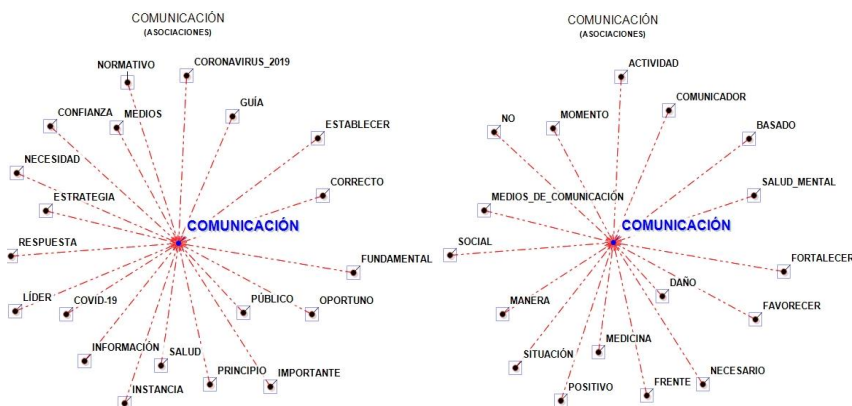 COMUNICACIÓN
(ASOCIACIONES)
NORMATIVO
CORONAVIRUS_2019
CONFIANZA
MEDIOS
GUÍA
ESTABLECER
NECESIDAD
CORRECTO
ESTRATEGIA
COMUNICACIÓN
RESPUESTA
FUNDAMENTAL
LÍDER
COVID-19
PÚBLICO
OPORTUNO
INFORMACIÓN
SALUD
PRINCIPIO
IMPORTANTE
INSTANCIA
COMUNICACIÓN
(ASOCIACIONES)
ACTIVIDAD
COMUNICADOR
NO
MOMENTO
BASADO
SALUD_MENTAL
MEDIOS_DE_COMUNICACIÓN
COMUNICACIÓN
SOCIAL
FORTALECER
DAÑO
MANERA
FAVORECER
MEDICINA
SITUACIÓN
NECESARIO
POSITIVO
FRENTE